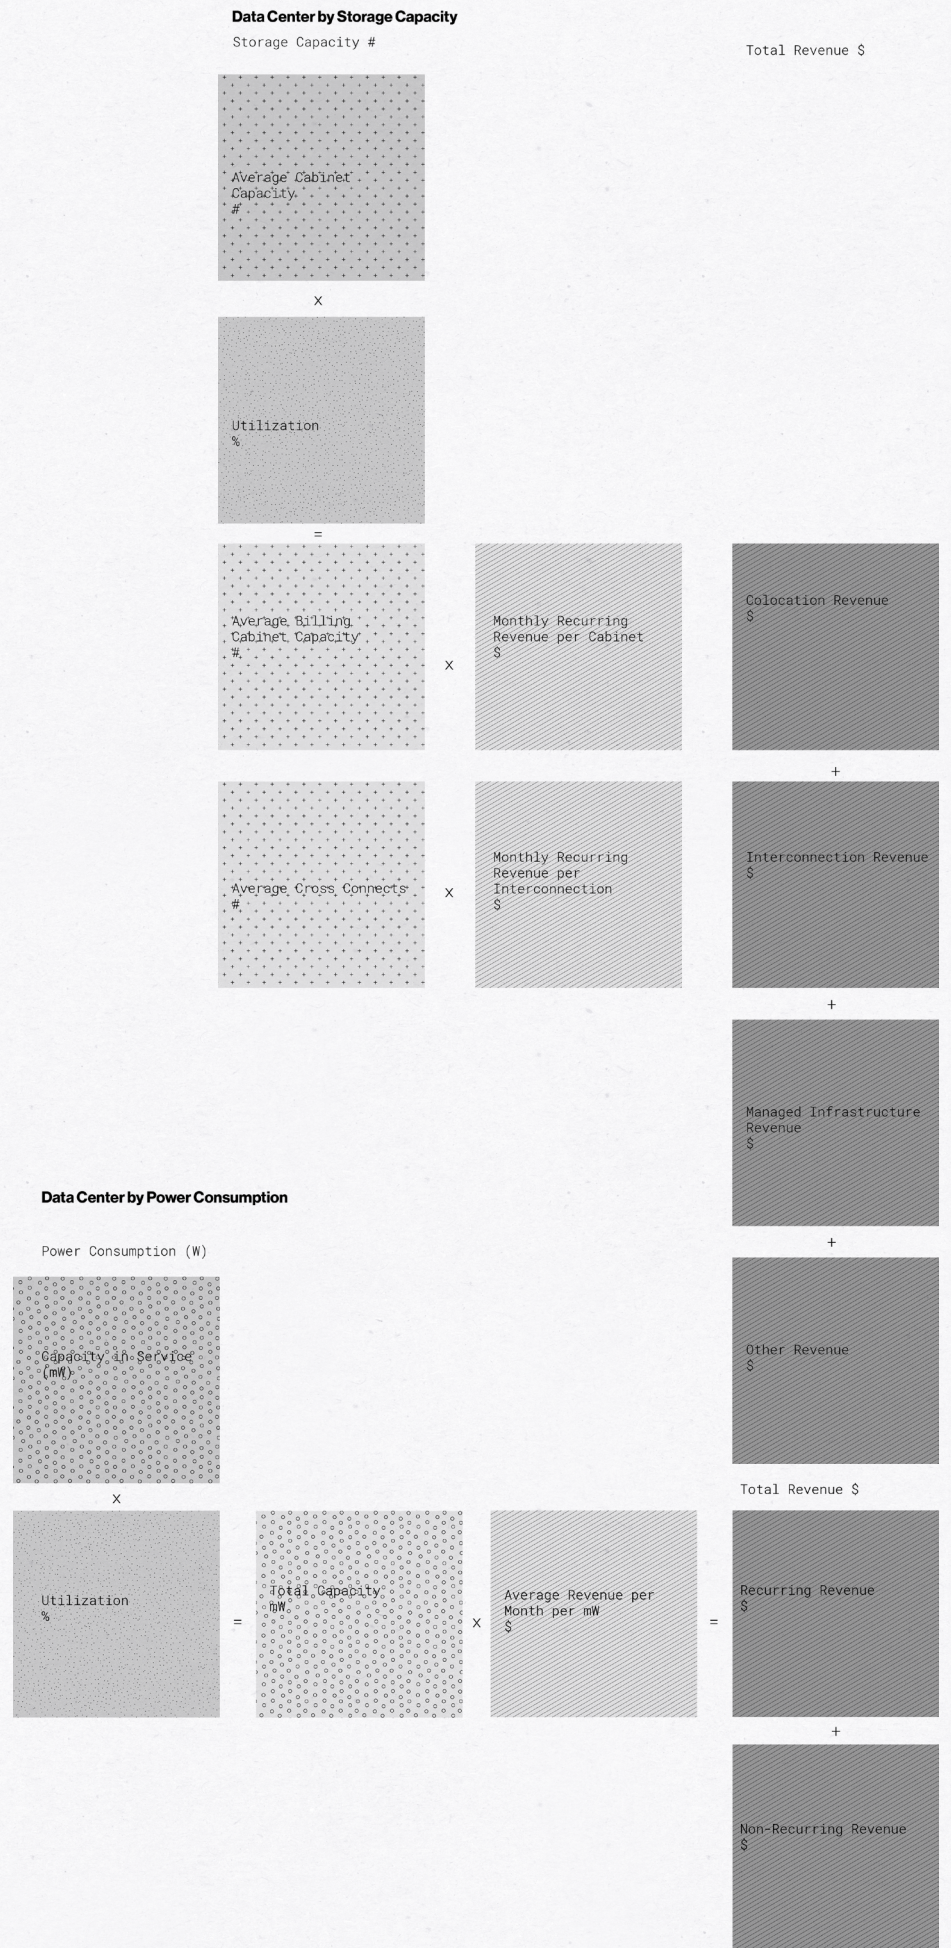 Data Center by Storage Capacity
Storage Capacity #
Total Revenue $
Average Cabinet
Capacity
#
x
Utilization
%
=
Average Billing
Cabinet Capacity
#
x
Monthly Recurring
Revenue per Cabinet
$
Colocation Revenue
$
+
Average Cross Connects
#
x
Monthly Recurring
Revenue per
Interconnection
$
Interconnection Revenue
$
+
Managed Infrastructure
Revenue
$
+
Other Revenue
$
Data Center by Power Consumption
Power Consumption (W)
Capacity in Service
(mW)
x
Utilization
%
=
Total Capacity
mW
x
Average Revenue per
Month per mW
$
=
Total Revenue $
Recurring Revenue
$
+
Non-Recurring Revenue
$